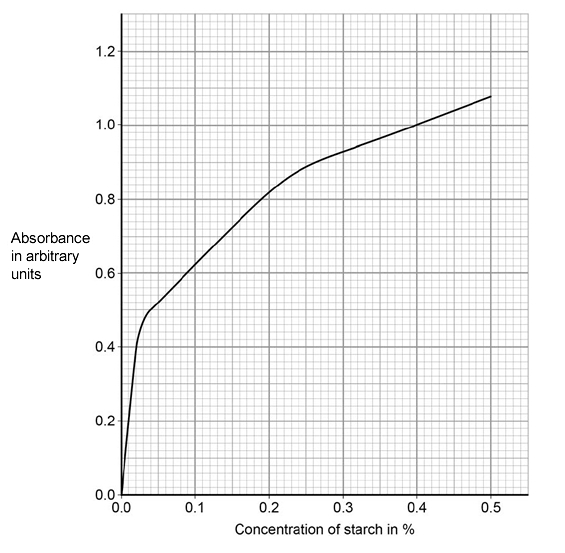 1.2
1.0
0.8
Absorbance
in arbitrary
units
0.6
0.4
0.2
0.0
0.0 0.1 0.2 0.3 0.4 0.5
Concentration of starch in %